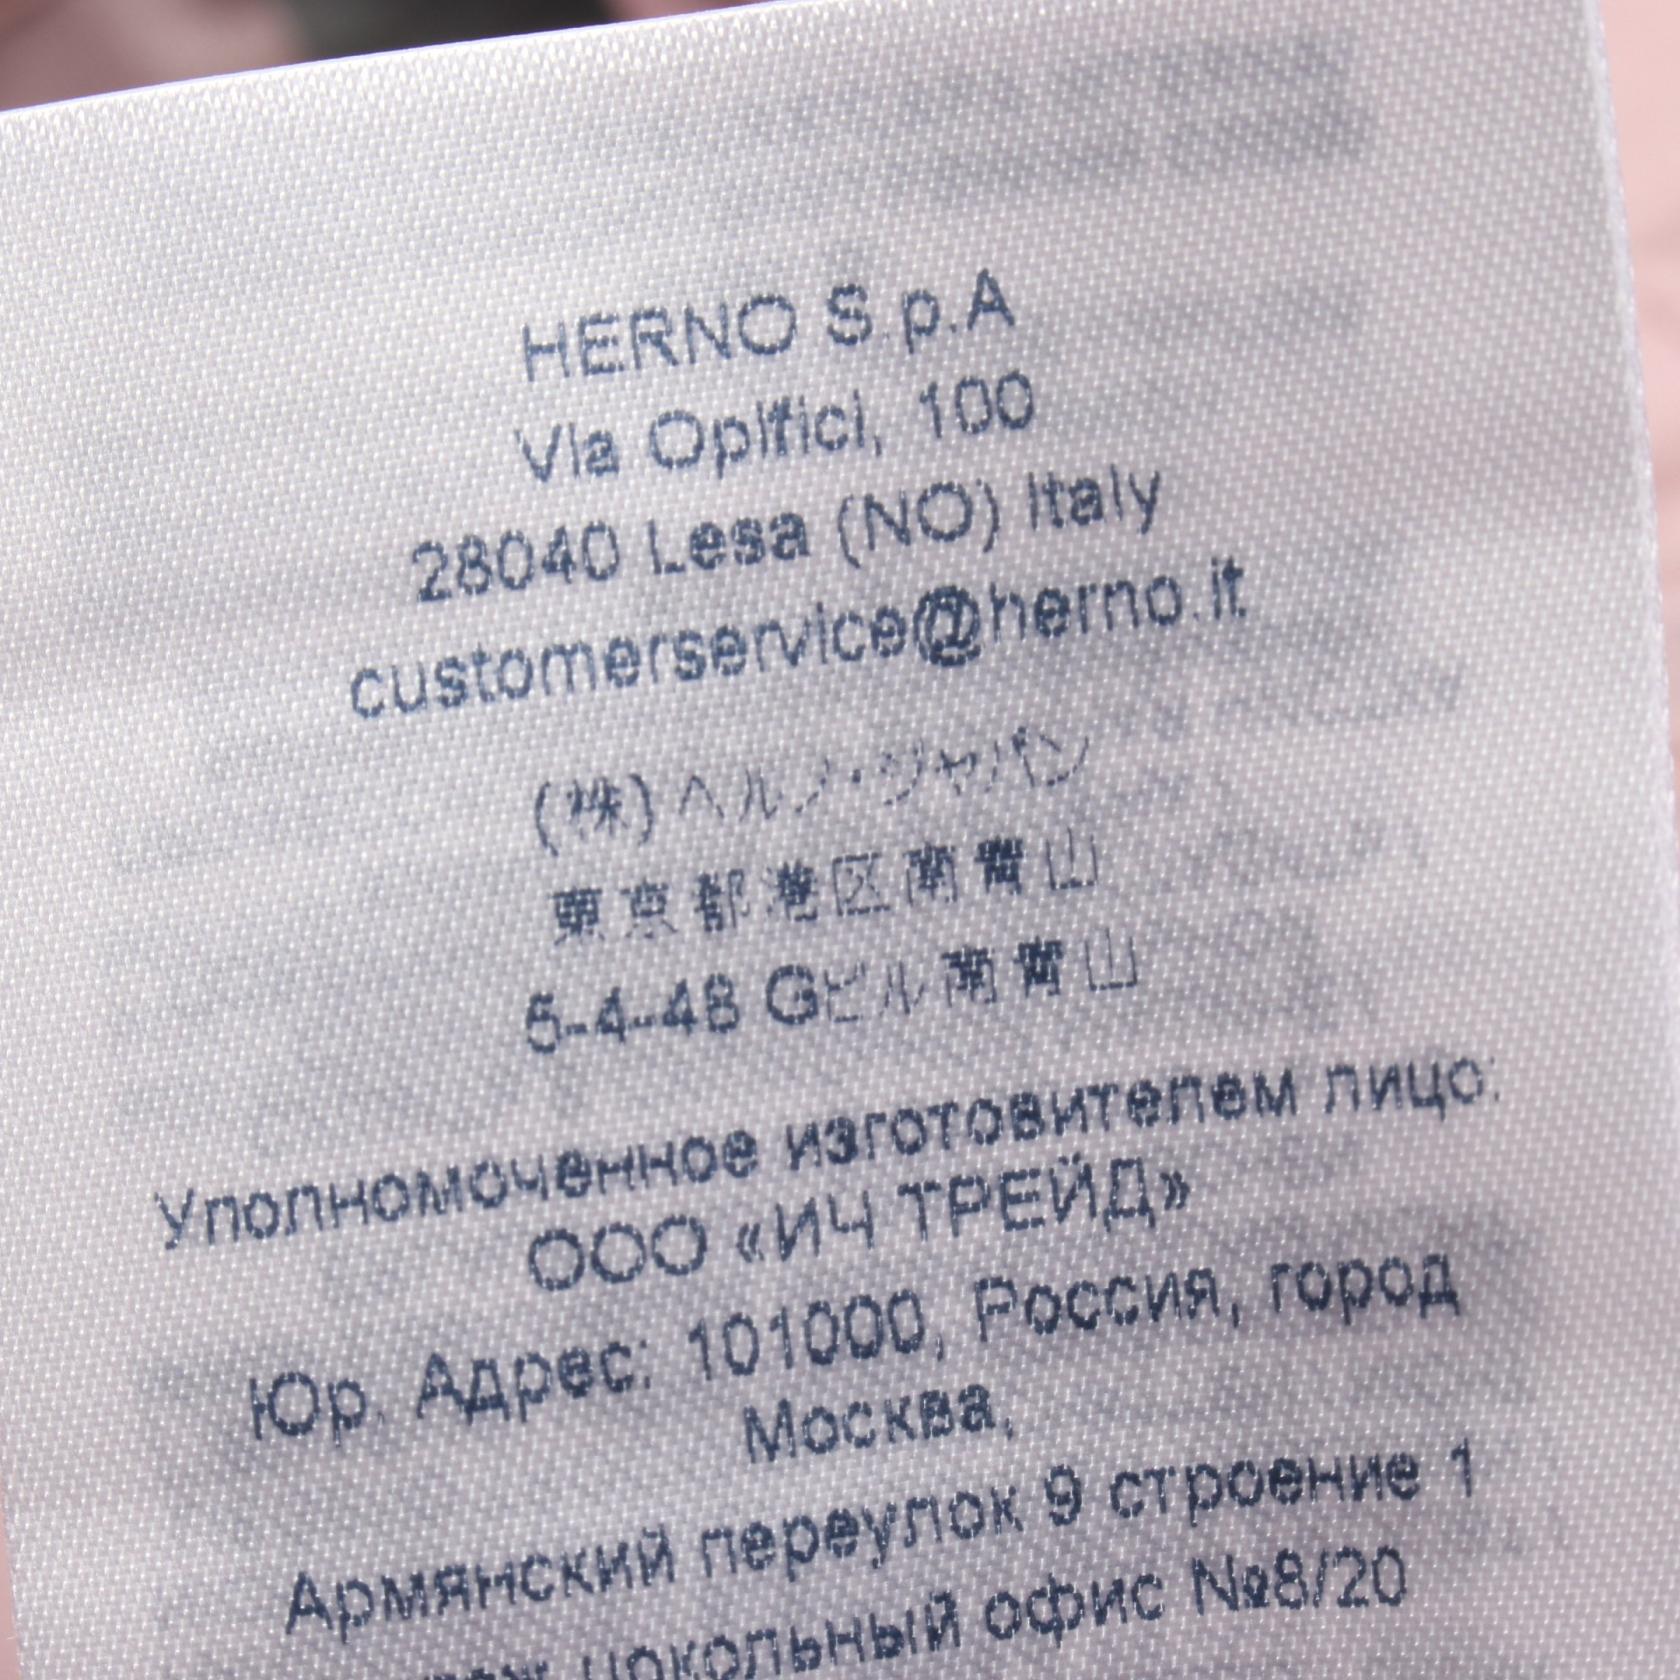 HERNO S.p.A
Via Opifici, 100
28040 Lesa (NO) Italy
customerservice@herno.it
(株)ヘルノ・ジャパン
東京都港区南青山
5-4-48 Gビル南青山
Уполномоченное изготовителем лицо:
ООО «ИЧ ТРЕЙД»
Юр. Адрес: 101000, Россия, город
Москва,
Армянский переулок 9 строение 1
цокольный офис №8/20